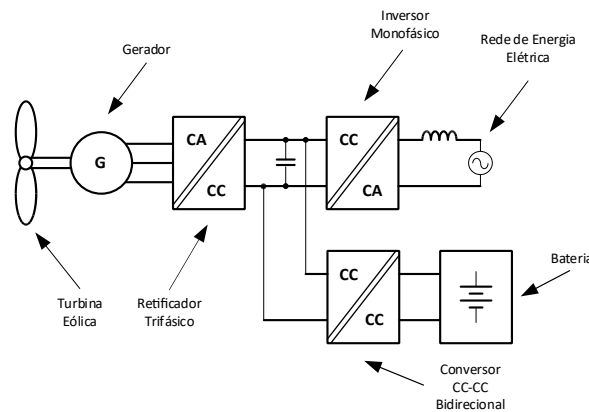 Inversor
Monofásico
Rede de Energia
Elétrica
Gerador
CA
CC
CC
CA
G
Turbina
Eólica
Retificador
Trifásico
CC
CC
Bateria
Conversor
CC-CC
Bidirecional